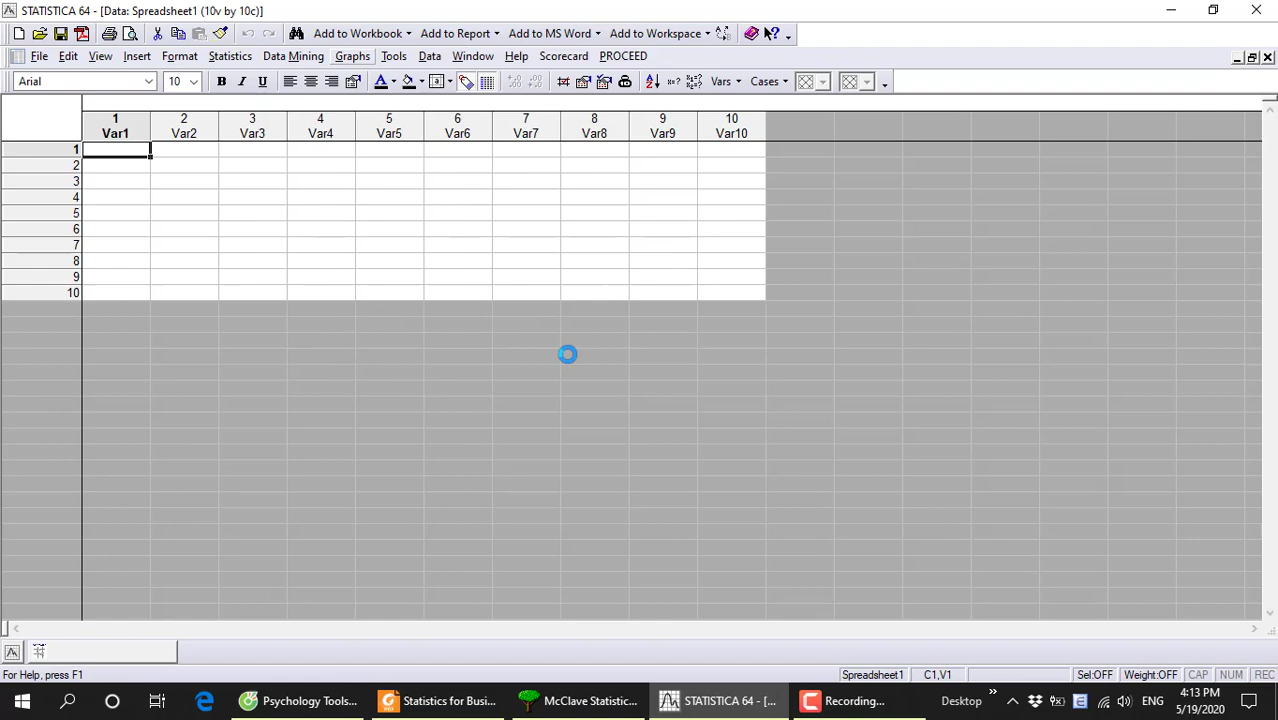 STATISTICA 64 - [Data: Spreadsheet1 (10v by 10c)]
Add to Workbook Add to Report Add to MS Word Add to Workspace
File Edit View Insert Format Statistics Data Mining Graphs Tools Data Window Help Scorecard PROCEED
Arial 10 B I U Vars Cases
1 2 3 4 5 6 7 8 9 10
Var1 Var2 Var3 Var4 Var5 Var6 Var7 Var8 Var9 Var10
1
2
3
4
5
6
7
8
9
10
For Help, press F1 Spreadsheet1 C1,V1 Sel:OFF Weight:OFF CAP NUM REC
Psychology Tools... Statistics for Busi... McClave Statistic... STATISTICA 64 - [... Recording... Desktop ENG 4:13 PM
5/19/2020